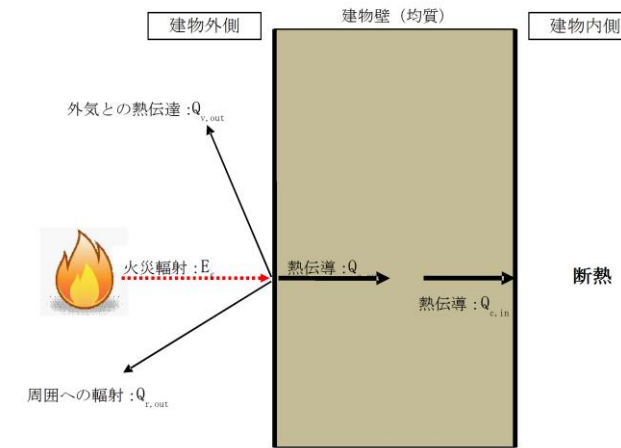 建物外側
建物壁（均質）
建物内側
外気との熱伝達：Qv,out
火災輻射：E
熱伝導：Q
断熱
熱伝導：Qc,in
周囲への輻射：Qr,out